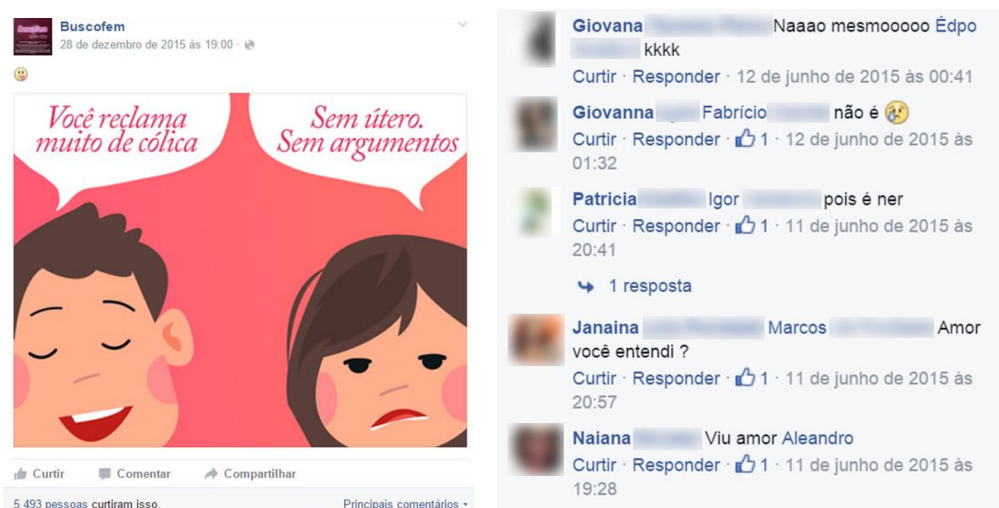 Buscofem
28 de dezembro de 2015 às 19:00
Você reclama
muito de cólica
Sem útero.
Sem argumentos
Curtir Comentar Compartilhar
5.493 pessoas curtiram isso. Principais comentários
Giovana Naaao mesmooooo Édpo
kkkk
Curtir · Responder · 12 de junho de 2015 às 00:41
Giovanna Fabrício não é
Curtir · Responder · 1 · 12 de junho de 2015 às
01:32
Patricia Igor pois é ner
Curtir · Responder · 1 · 11 de junho de 2015 às
20:41
1 resposta
Janaina Marcos Amor
você entendi ?
Curtir · Responder · 1 · 11 de junho de 2015 às
20:57
Naiana Viu amor Aleandro
Curtir · Responder · 1 · 11 de junho de 2015 às
19:28